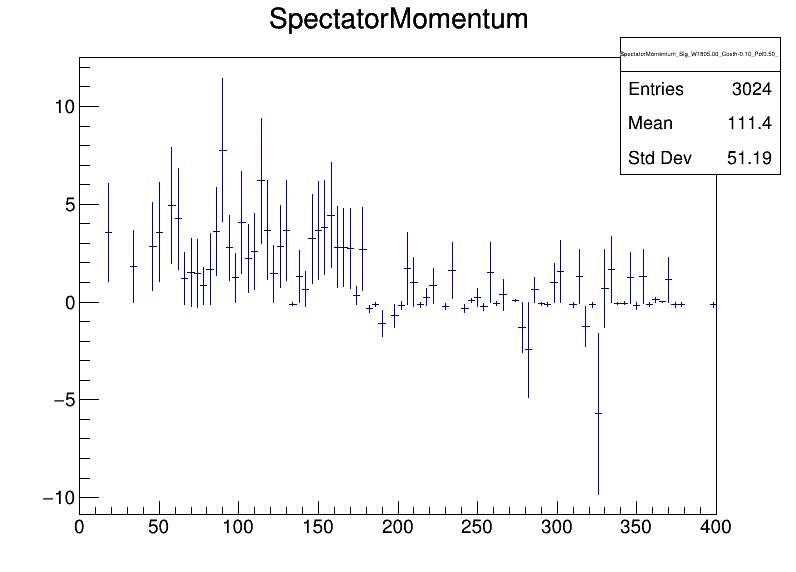 SpectatorMomentum
SpectatorMomentum_Sig_W1805.00_Costh-0.10_Pol0.50_
Entries 3024
Mean 111.4
Std Dev 51.19
10
5
0
−5
−10
0 50 100 150 200 250 300 350 400